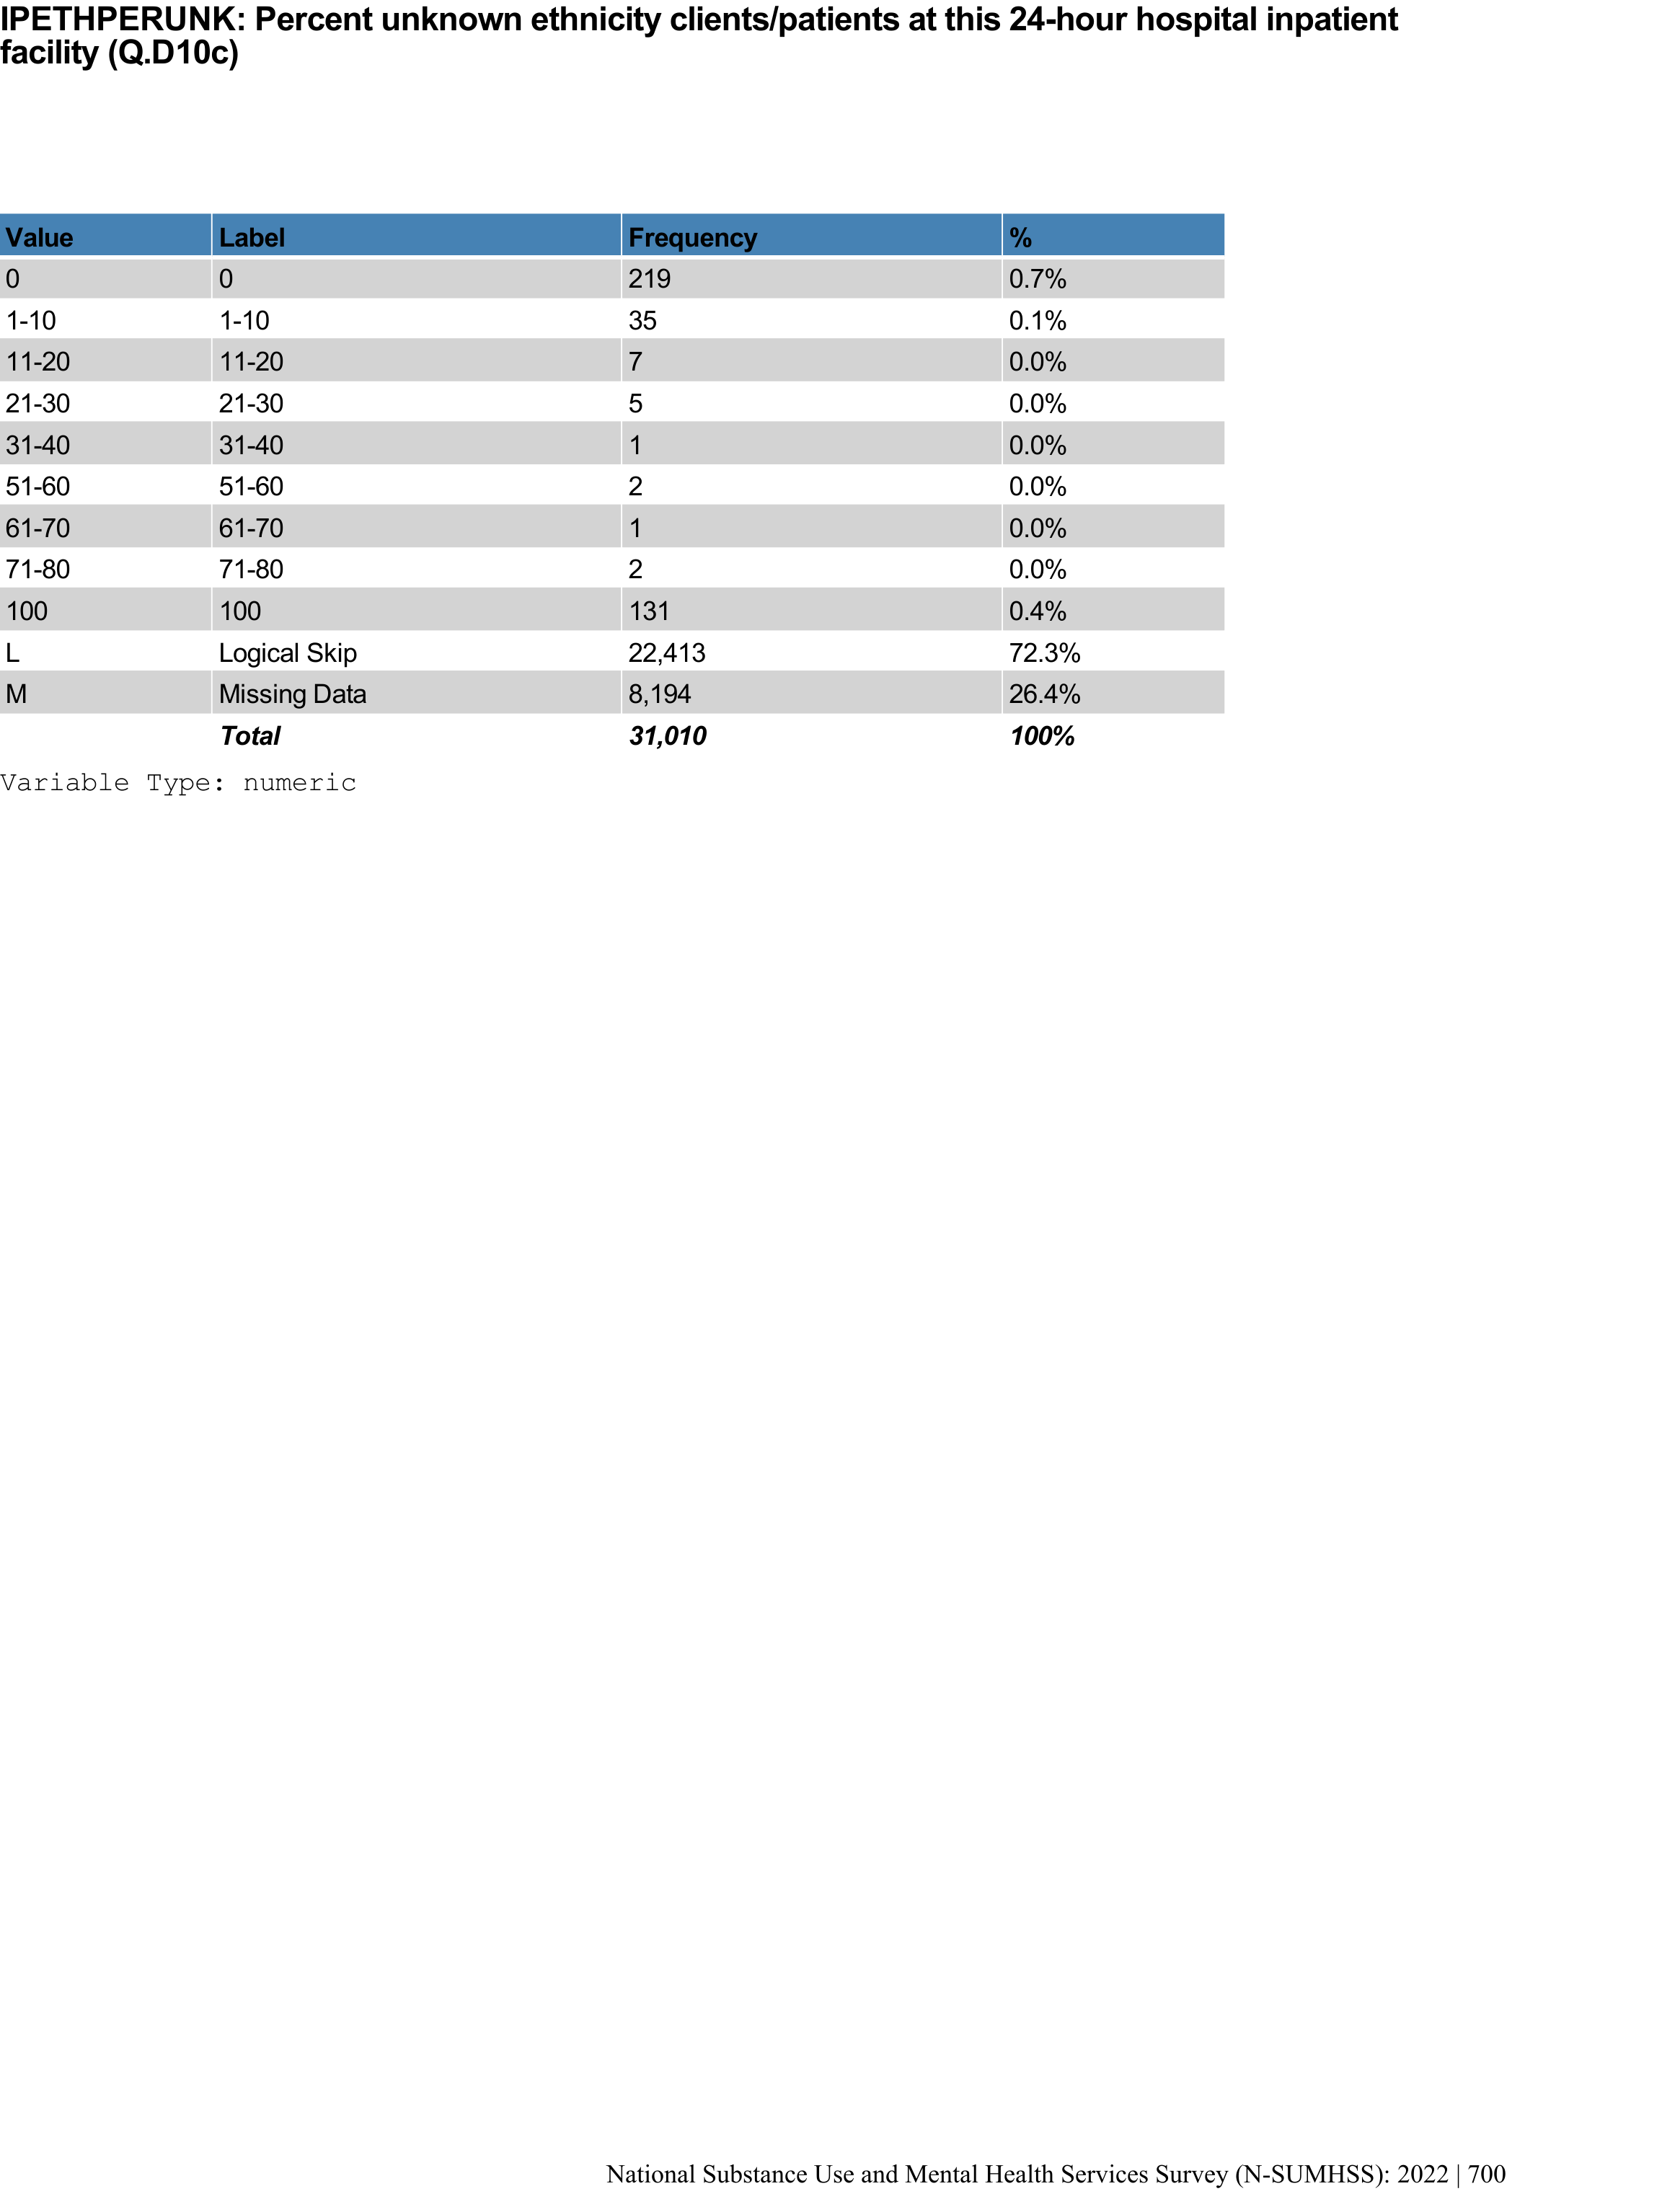 IPETHPERUNK: Percent unknown ethnicity clients/patients at this 24-hour hospital inpatient
facility (Q.D10c)
Value Label Frequency %
0 0 219 0.7%
1-10 1-10 35 0.1%
11-20 11-20 7 0.0%
21-30 21-30 5 0.0%
31-40 31-40 1 0.0%
51-60 51-60 2 0.0%
61-70 61-70 1 0.0%
71-80 71-80 2 0.0%
100 100 131 0.4%
L Logical Skip 22,413 72.3%
M Missing Data 8,194 26.4%
Total 31,010 100%
Variable Type: numeric
National Substance Use and Mental Health Services Survey (N-SUMHSS): 2022 | 700